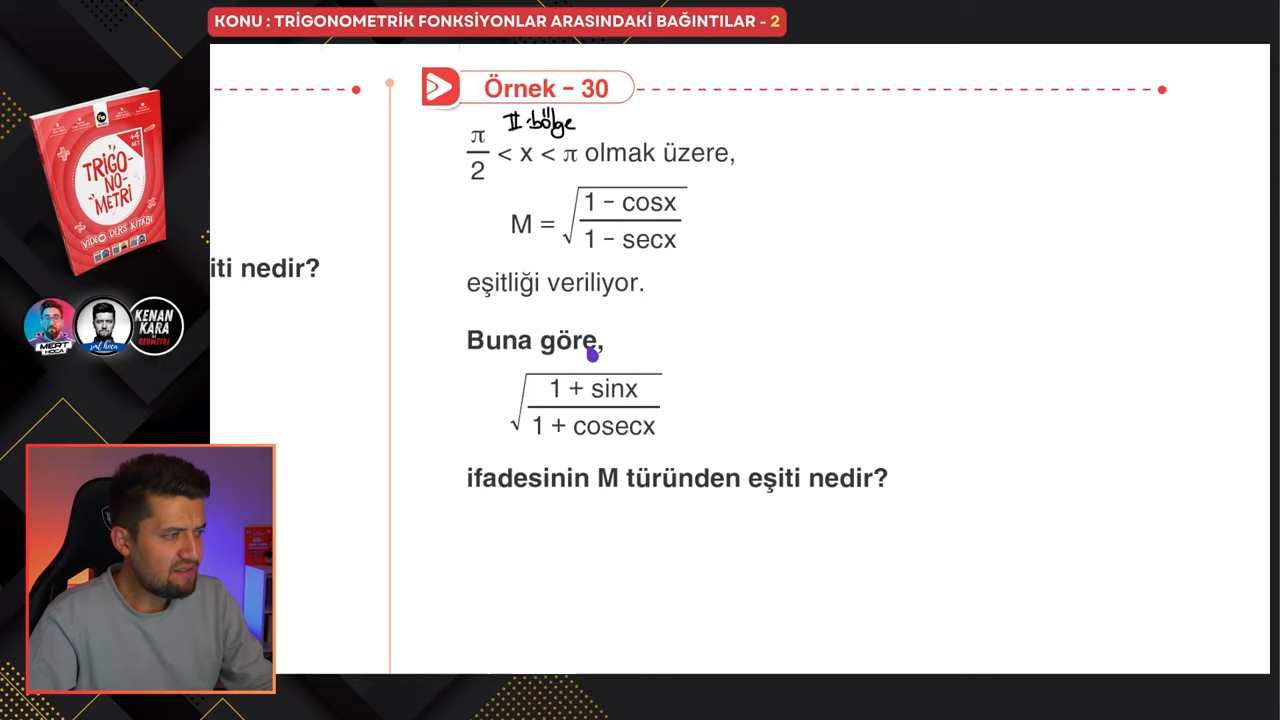 KONU : TRİGONOMETRİK FONKSİYONLAR ARASINDAKİ BAĞINTILAR - 2
Örnek - 30
II.bölge
π/2 < x < π olmak üzere,
M = √((1 - cosx)/(1 - secx))
eşitliği veriliyor.
Buna göre,
√((1 + sinx)/(1 + cosecx))
ifadesinin M türünden eşiti nedir?
iti nedir?
+4 NET
TRİGO-
NO-
METRİ
VİDEO DERS KİTABI
MERT HOCA
KENAN
KARA
GEOMETRİ